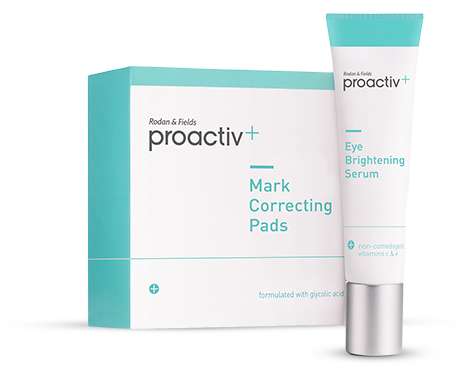 Rodan & Fields
proactiv+
Mark
Correcting
Pads
formulated with glycolic acid
Rodan & Fields
proactiv+
Eye
Brightening
Serum
non-comedogenic
vitamins c & e